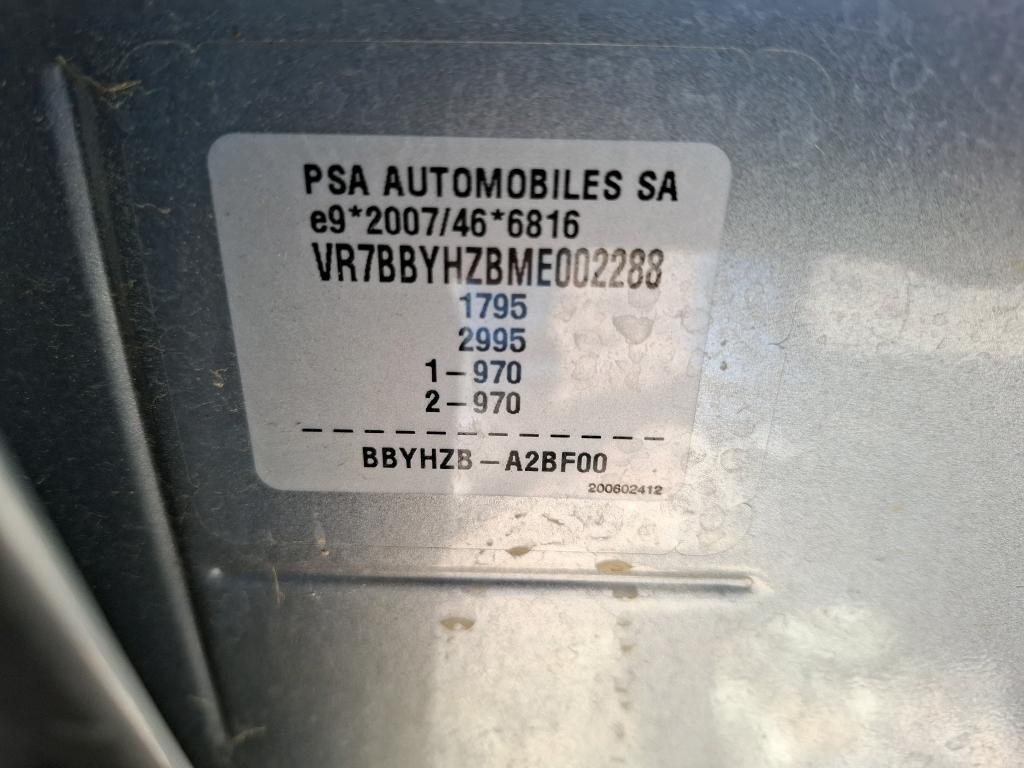 PSA AUTOMOBILES SA
e9*2007/46*6816
VR7BBYHZBME002288
1795
2995
1-970
2-970
------------
BBYHZB-A2BF00
200602412